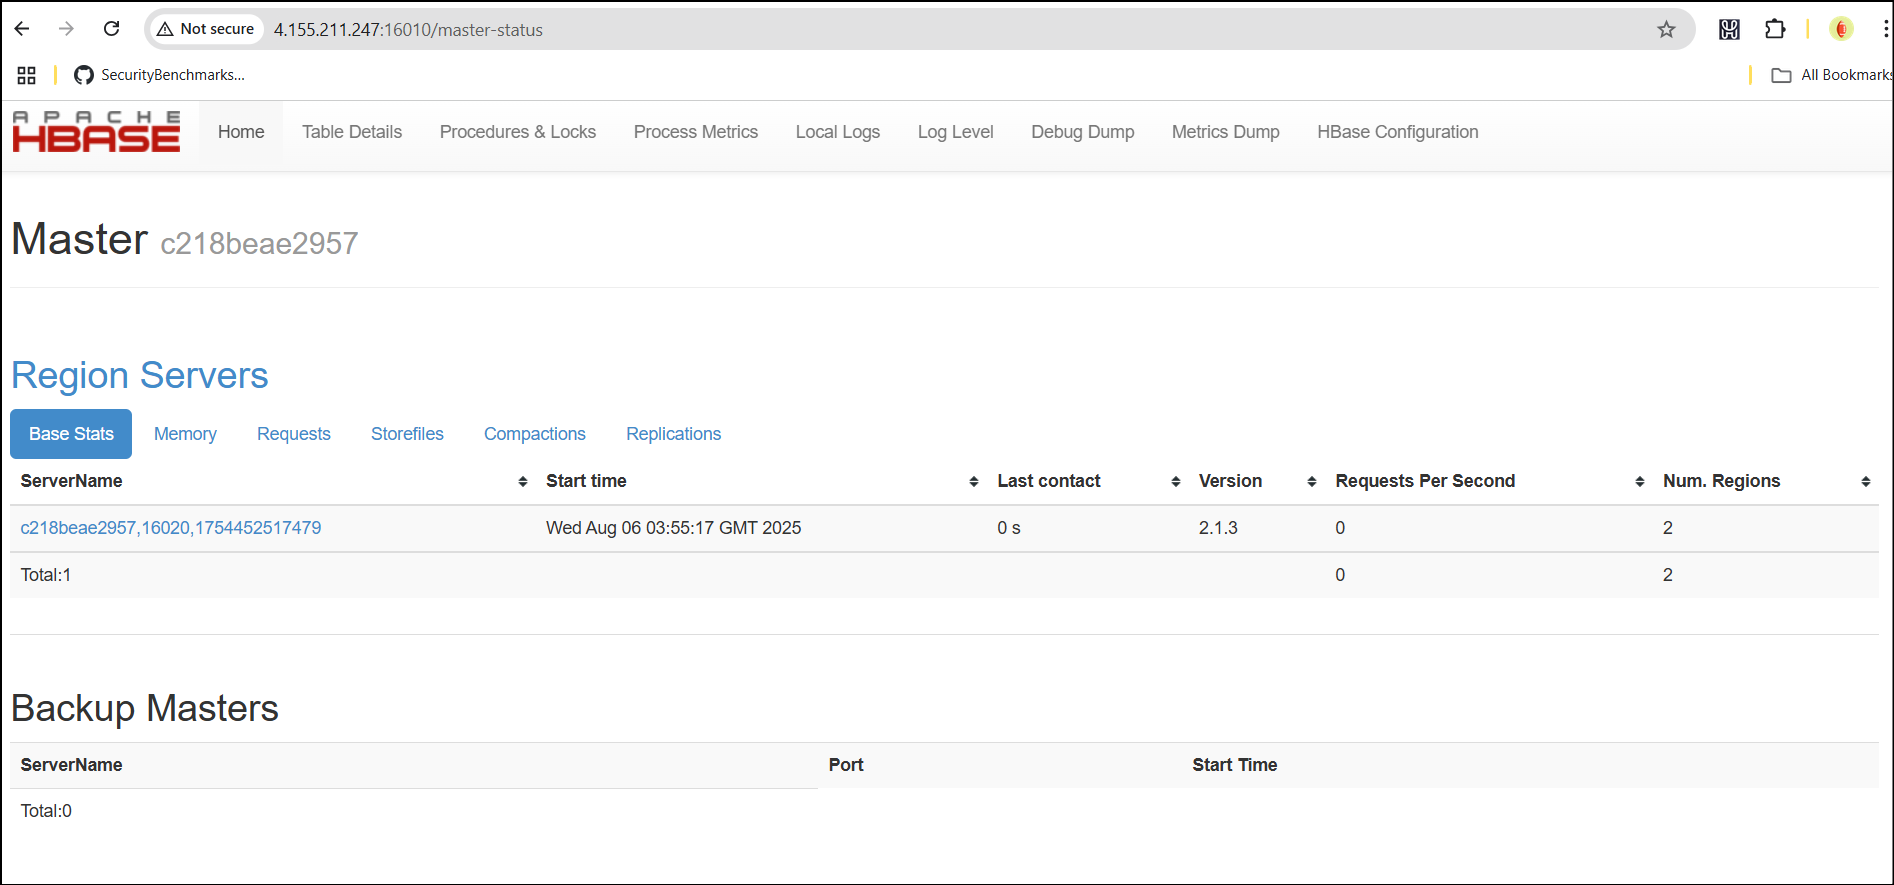 Not secure 4.155.211.247:16010/master-status
SecurityBenchmarks... All Bookmarks
APACHE
HBASE
Home Table Details Procedures & Locks Process Metrics Local Logs Log Level Debug Dump Metrics Dump HBase Configuration
Master c218beae2957
Region Servers
Base Stats Memory Requests Storefiles Compactions Replications
ServerName Start time Last contact Version Requests Per Second Num. Regions
c218beae2957,16020,1754452517479 Wed Aug 06 03:55:17 GMT 2025 0 s 2.1.3 0 2
Total:1 0 2
Backup Masters
ServerName Port Start Time
Total:0